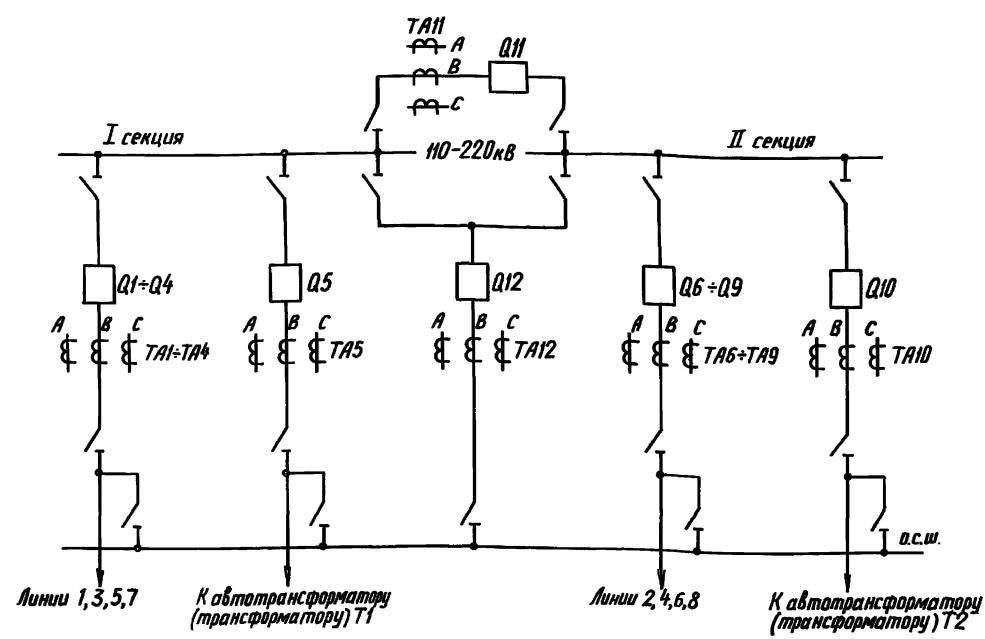 TA11
A
Q11
B
C
I секция
110-220кВ
II секция
Q1÷Q4
Q5
Q12
Q6÷Q9
Q10
A B C
TA1÷TA4
A B C
TA5
A B C
TA12
A B C
TA6÷TA9
A B C
TA10
о.с.ш.
Линии 1,3,5,7
К автотрансформатору
(трансформатору) Т1
Линии 2,4,6,8
К автотрансформатору
(трансформатору) Т2